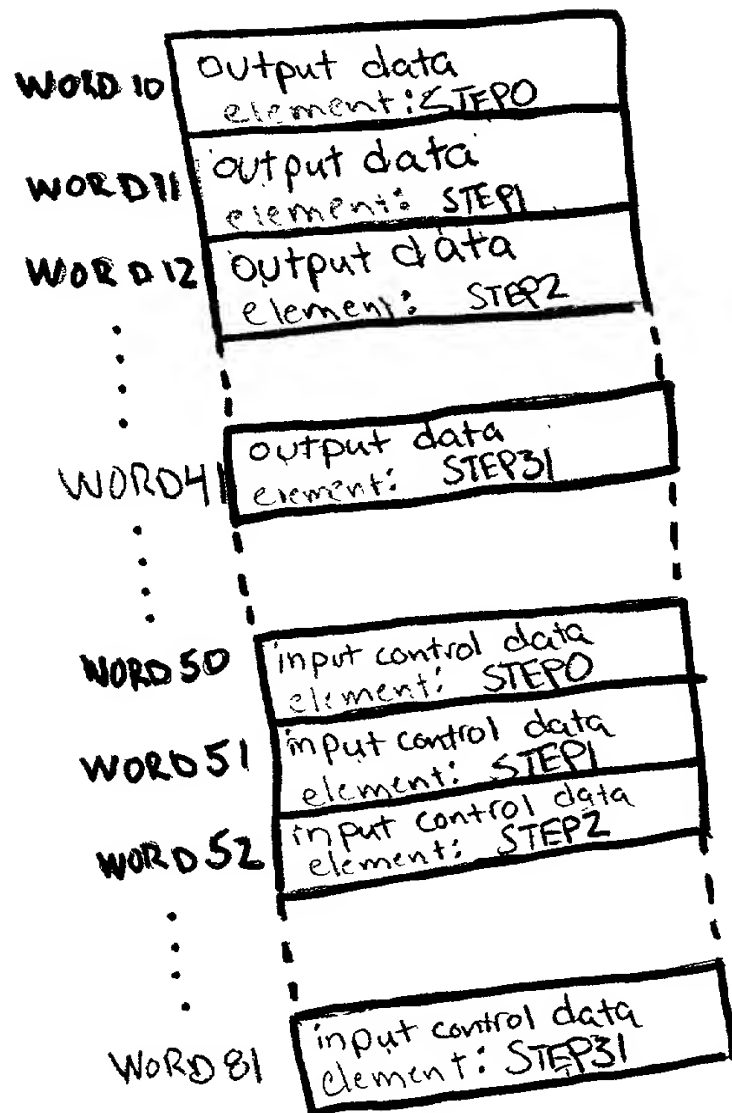 WORD 10
output data
element: STEP0
WORD 11
output data
element: STEP1
WORD 12
output data
element: STEP2
WORD 41
output data
element: STEP31
WORD 50
input control data
element: STEP0
WORD 51
input control data
element: STEP1
WORD 52
input control data
element: STEP2
WORD 81
input control data
element: STEP31